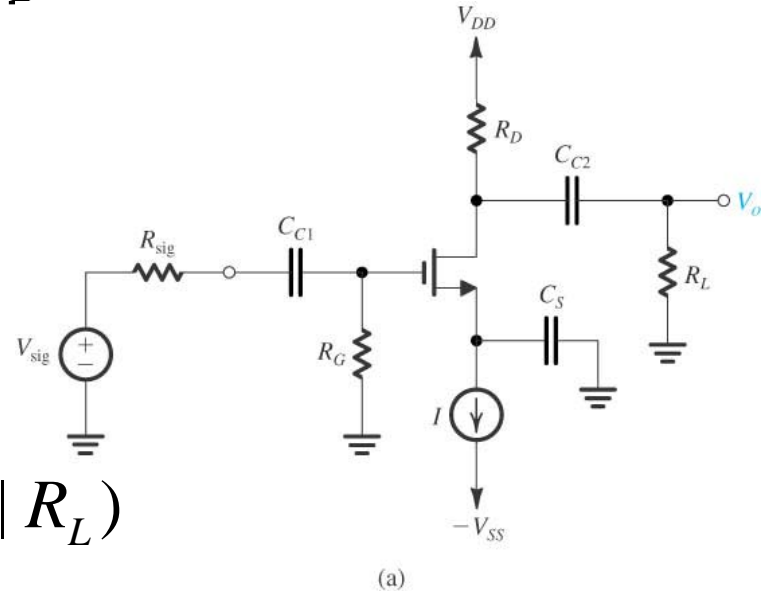 V_DD
R_D
C_C2
V_o
C_C1
R_sig
R_L
C_S
V_sig
+
−
R_G
I
| R_L )
−V_SS
(a)